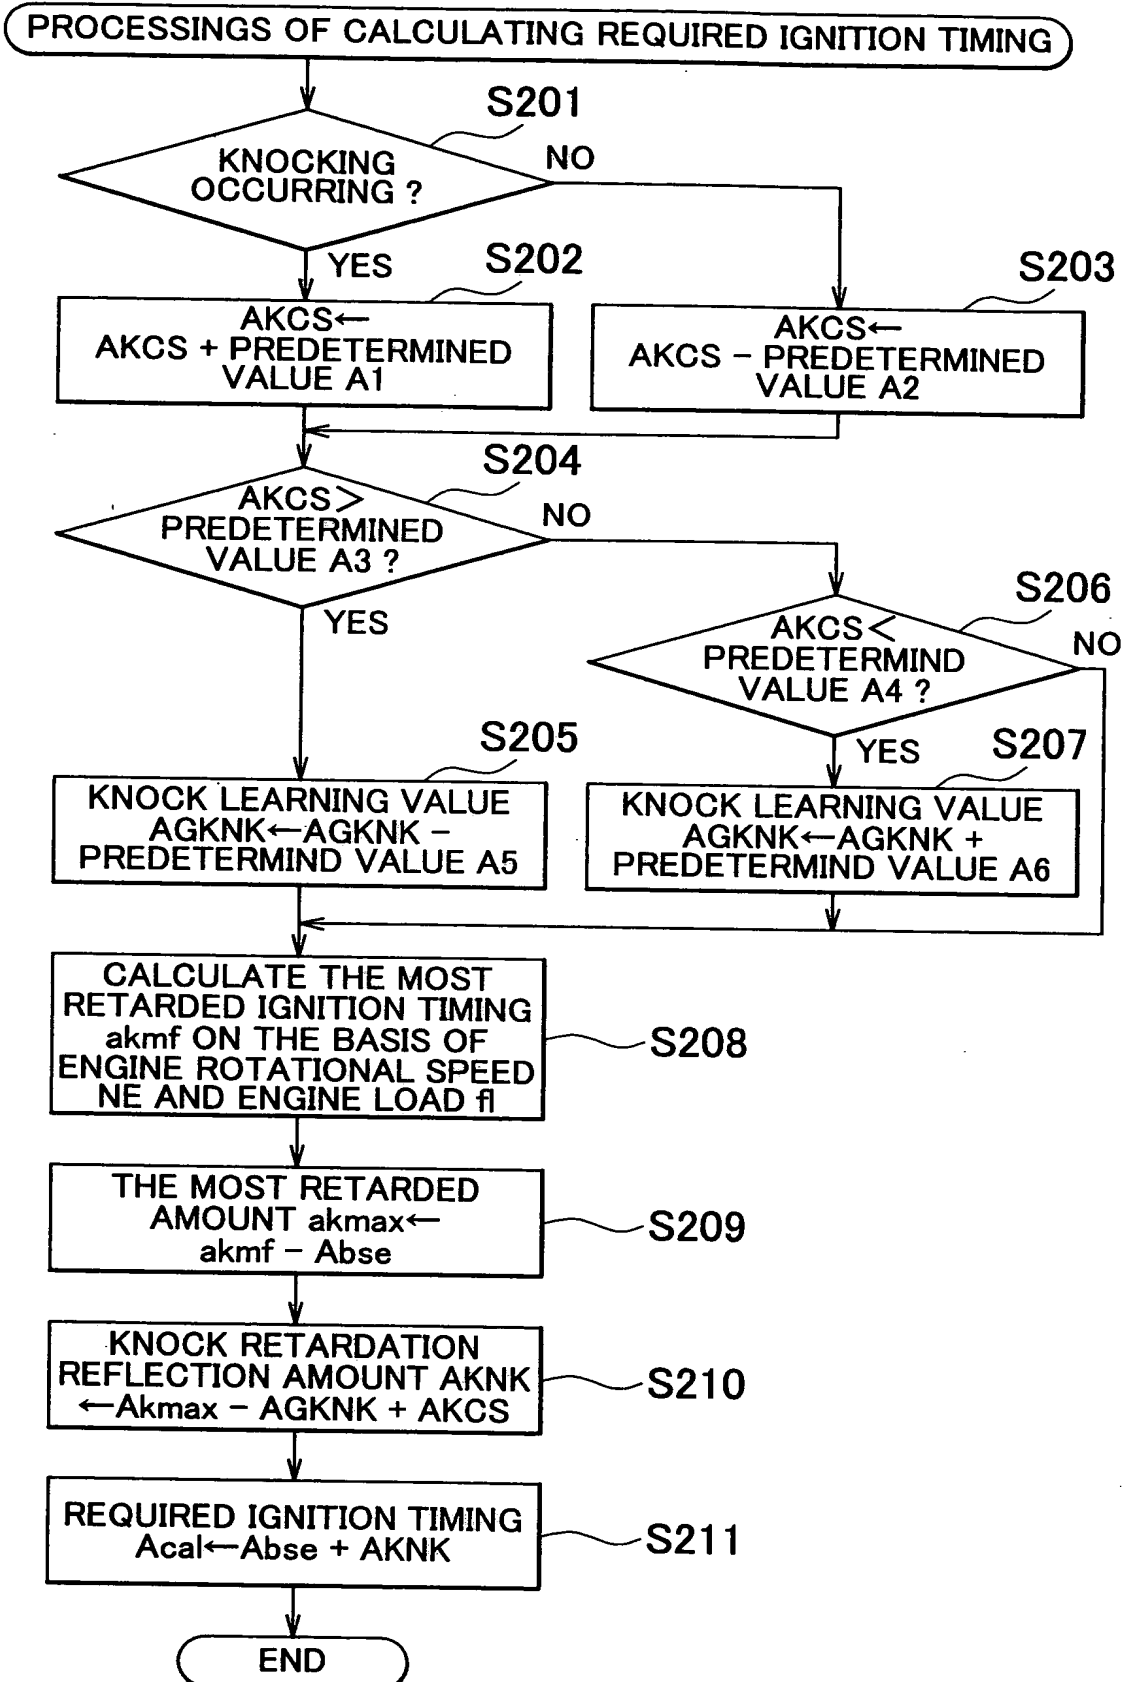 PROCESSINGS OF CALCULATING REQUIRED IGNITION TIMING
S201
KNOCKING
OCCURRING ?
NO
YES
S202
AKCS←
AKCS + PREDETERMINED
VALUE A1
S203
AKCS←
AKCS − PREDETERMINED
VALUE A2
S204
AKCS>
PREDETERMINED
VALUE A3 ?
NO
YES
S206
AKCS<
PREDETERMIND
VALUE A4 ?
NO
YES
S205
KNOCK LEARNING VALUE
AGKNK←AGKNK −
PREDETERMIND VALUE A5
S207
KNOCK LEARNING VALUE
AGKNK←AGKNK +
PREDETERMIND VALUE A6
CALCULATE THE MOST
RETARDED IGNITION TIMING
akmf ON THE BASIS OF
ENGINE ROTATIONAL SPEED
NE AND ENGINE LOAD fl
S208
THE MOST RETARDED
AMOUNT akmax←
akmf − Abse
S209
KNOCK RETARDATION
REFLECTION AMOUNT AKNK
←Akmax − AGKNK + AKCS
S210
REQUIRED IGNITION TIMING
Acal←Abse + AKNK
S211
END